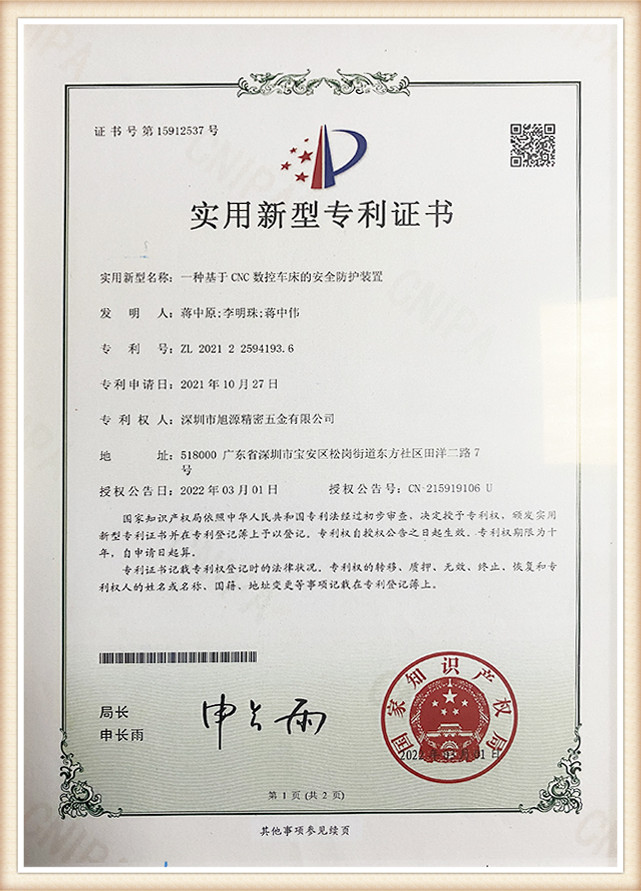 证书号第15912537号
实用新型专利证书
实用新型名称：一种基于CNC数控车床的安全防护装置
发明人：蒋中原;李明珠;蒋中伟
专利号：ZL 2021 2 2594193.6
专利申请日：2021年10月27日
专利权人：深圳市旭源精密五金有限公司
地址：518000 广东省深圳市宝安区松岗街道东方社区田洋二路7
号
授权公告日：2022年03月01日 授权公告号：CN 215919106 U
国家知识产权局依照中华人民共和国专利法经过初步审查，决定授予专利权，颁发实用
新型专利证书并在专利登记簿上予以登记。专利权自授权公告之日起生效。专利权期限为十
年，自申请日起算。
专利证书记载专利权登记时的法律状况。专利权的转移、质押、无效、终止、恢复和专
利权人的姓名或名称、国籍、地址变更等事项记载在专利登记簿上。
局长
申长雨
申长雨
国家知识产权局
2022年03月01日
第1页(共2页)
其他事项参见续页
CNIPA